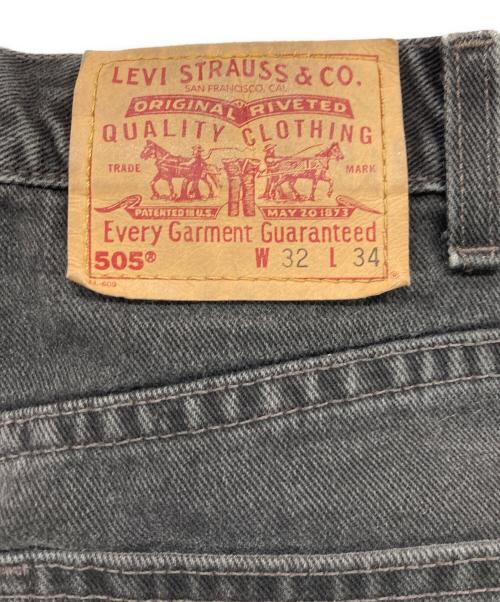 LEVI STRAUSS & CO.
SAN FRANCISCO, CAL.
ORIGINAL RIVETED
QUALITY CLOTHING
TRADE MARK
PATENTED IN U.S. MAY 20 1873
Every Garment Guaranteed
505® W 32 L 34
®